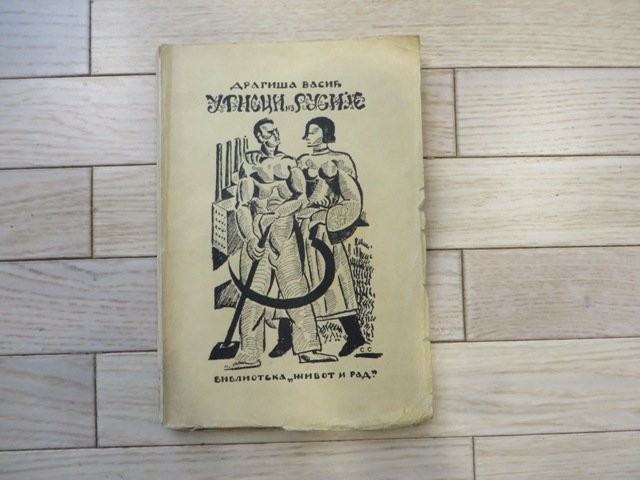 ДРАГИША ВАСИЋ
УТИСЦИ ИЗ РУСИЈЕ
С.С
БИБЛИОТЕКА „ЖИВОТ И РАД”